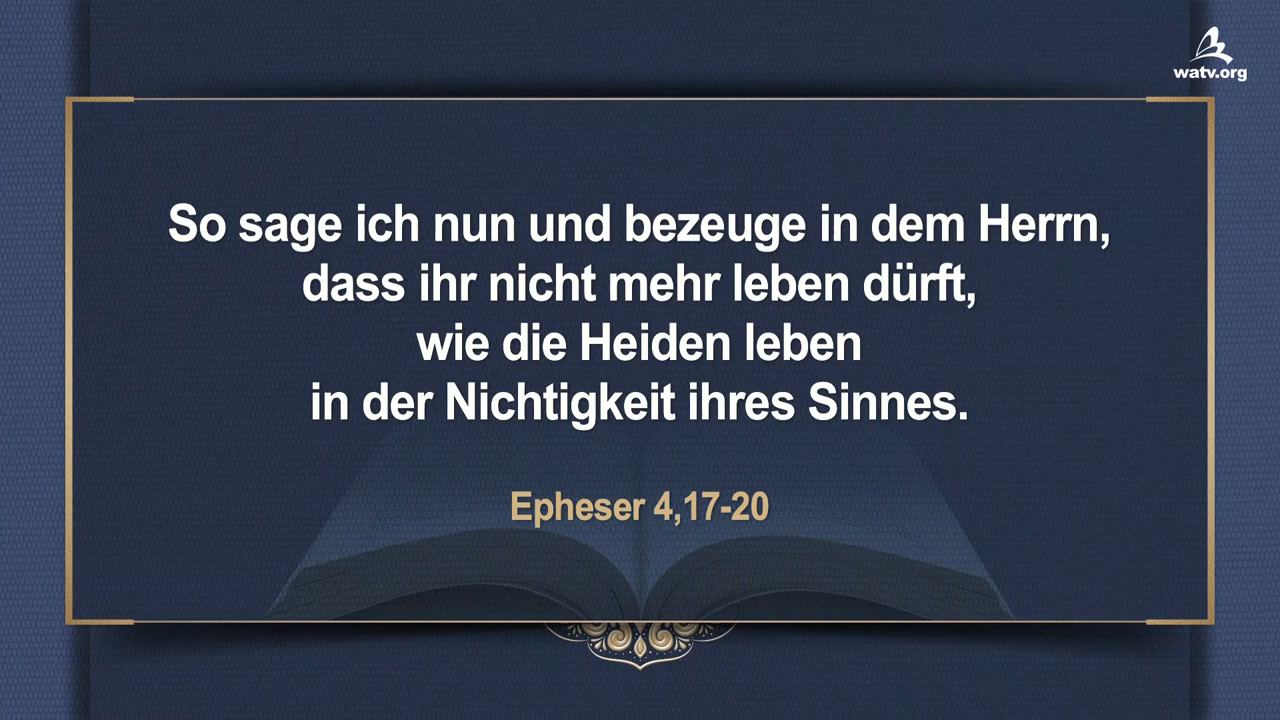 watv.org
So sage ich nun und bezeuge in dem Herrn,
dass ihr nicht mehr leben dürft,
wie die Heiden leben
in der Nichtigkeit ihres Sinnes.
Epheser 4,17-20